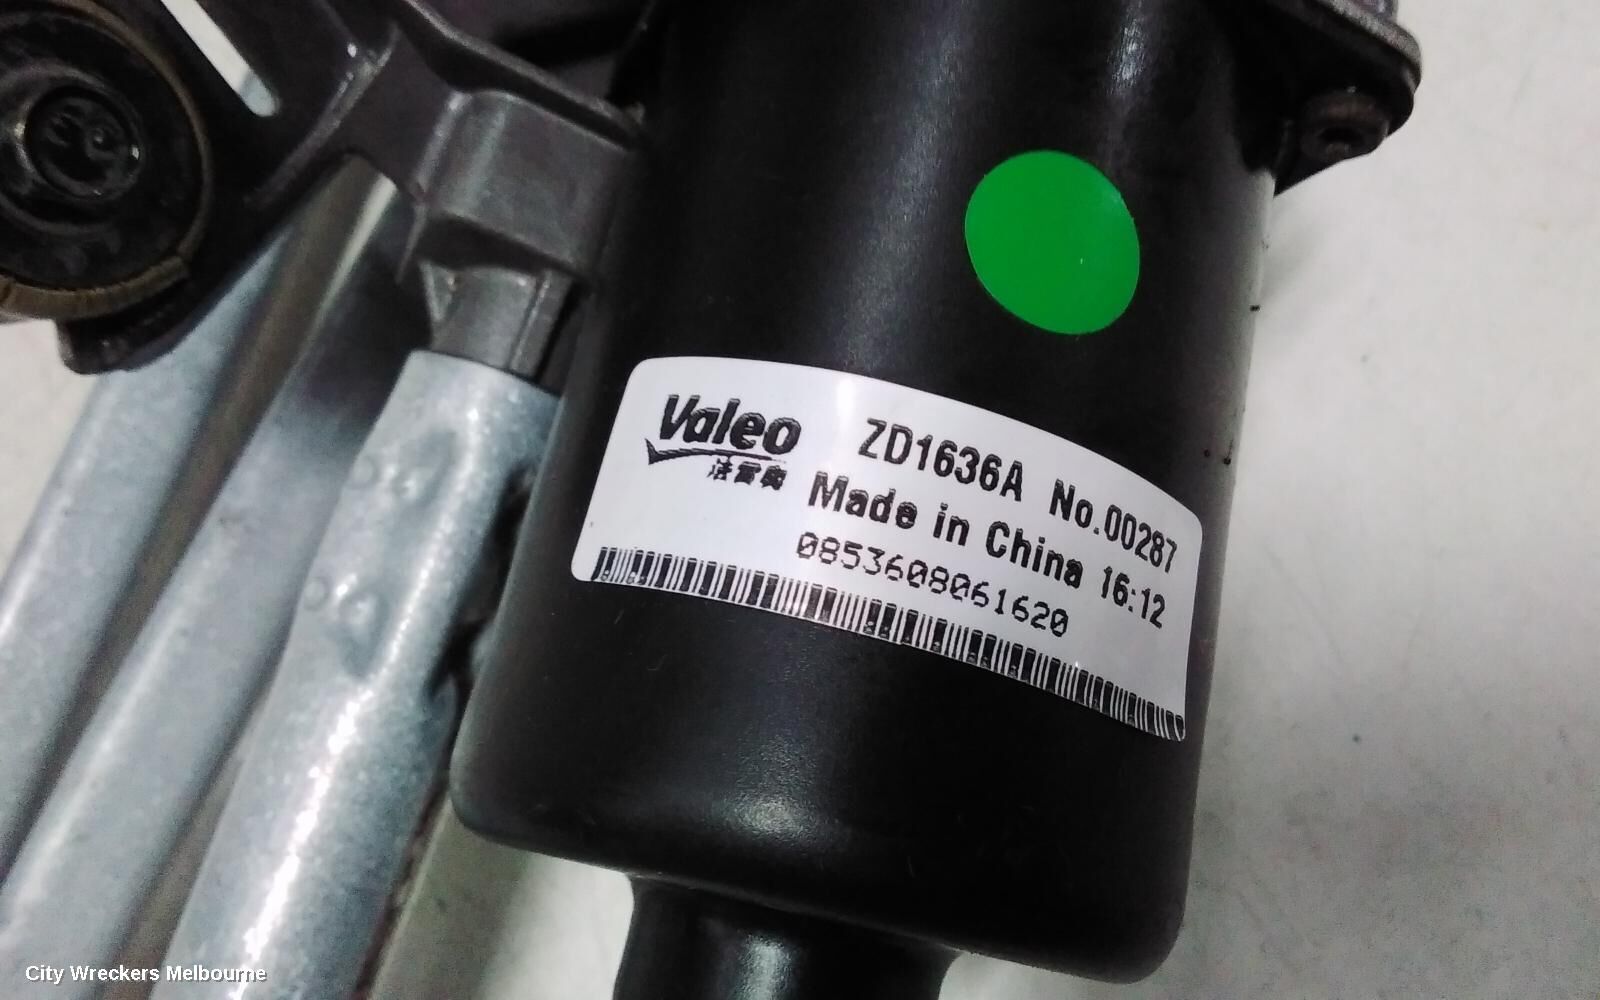 Valeo
法雷奥
ZD1636A No.00287
Made in China 16:12
0853608061620
City Wreckers Melbourne